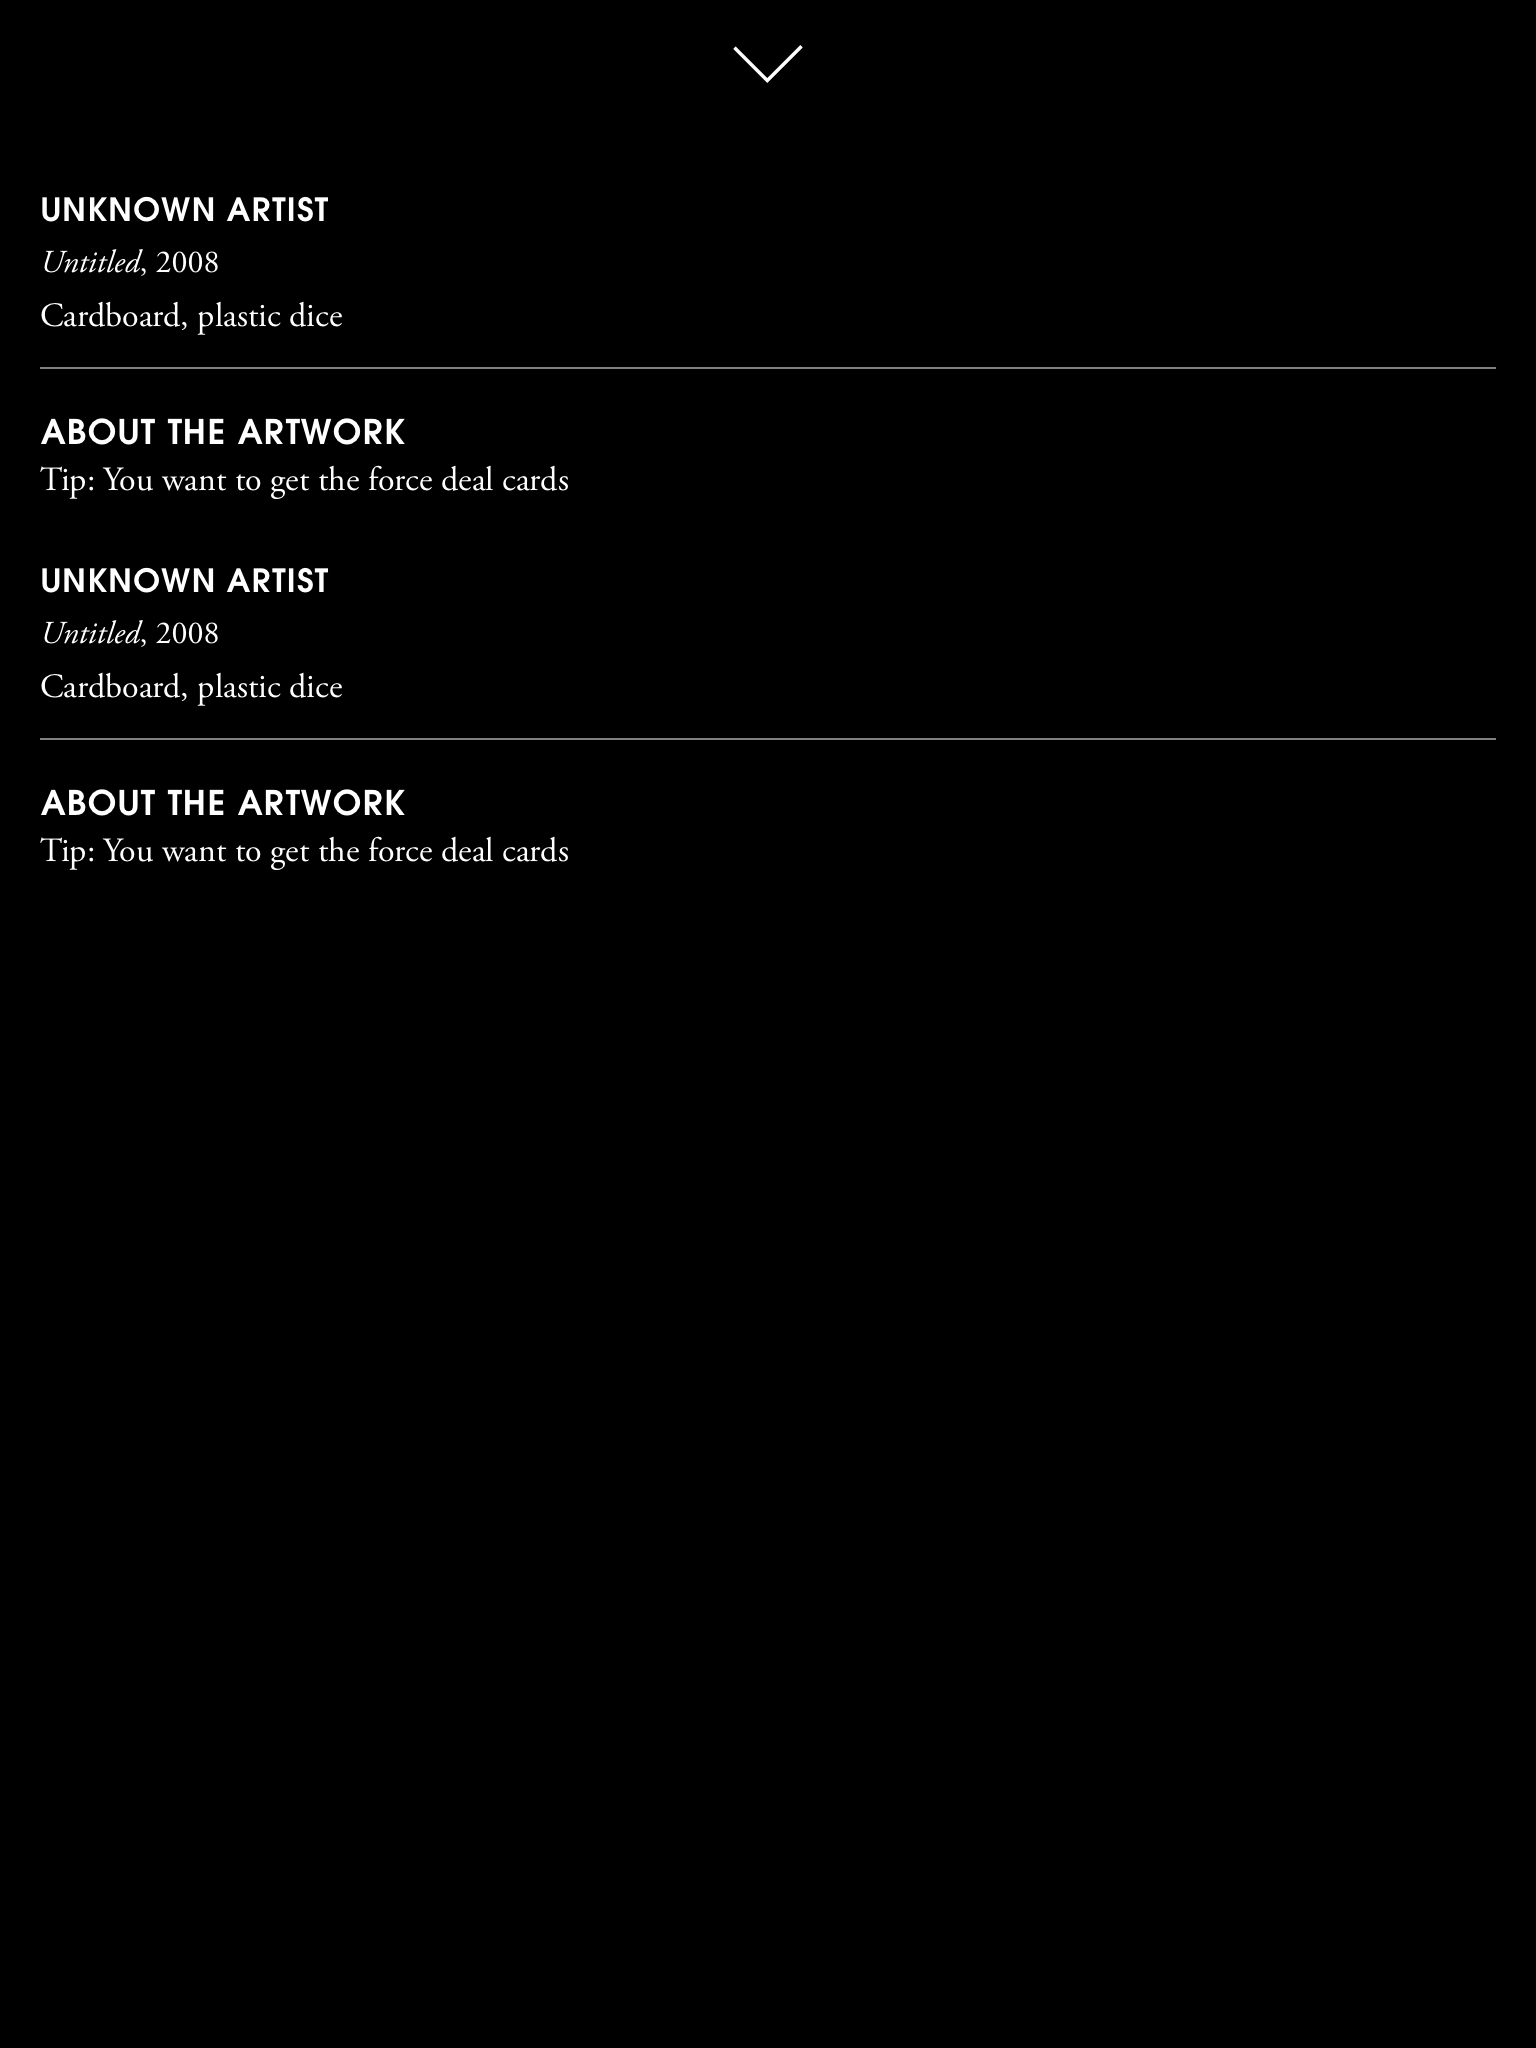 UNKNOWN ARTIST
Untitled, 2008
Cardboard, plastic dice
ABOUT THE ARTWORK
Tip: You want to get the force deal cards
UNKNOWN ARTIST
Untitled, 2008
Cardboard, plastic dice
ABOUT THE ARTWORK
Tip: You want to get the force deal cards